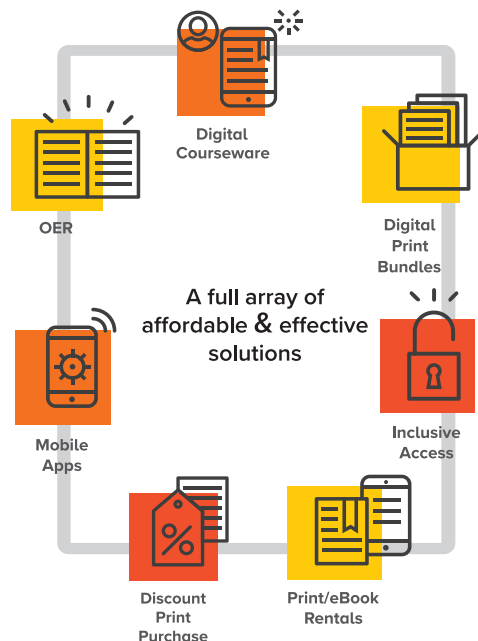 Digital
Courseware
OER
Digital
Print
Bundles
A full array of
affordable & effective
solutions
Mobile
Apps
Inclusive
Access
Discount
Print
Purchase
Print/eBook
Rentals